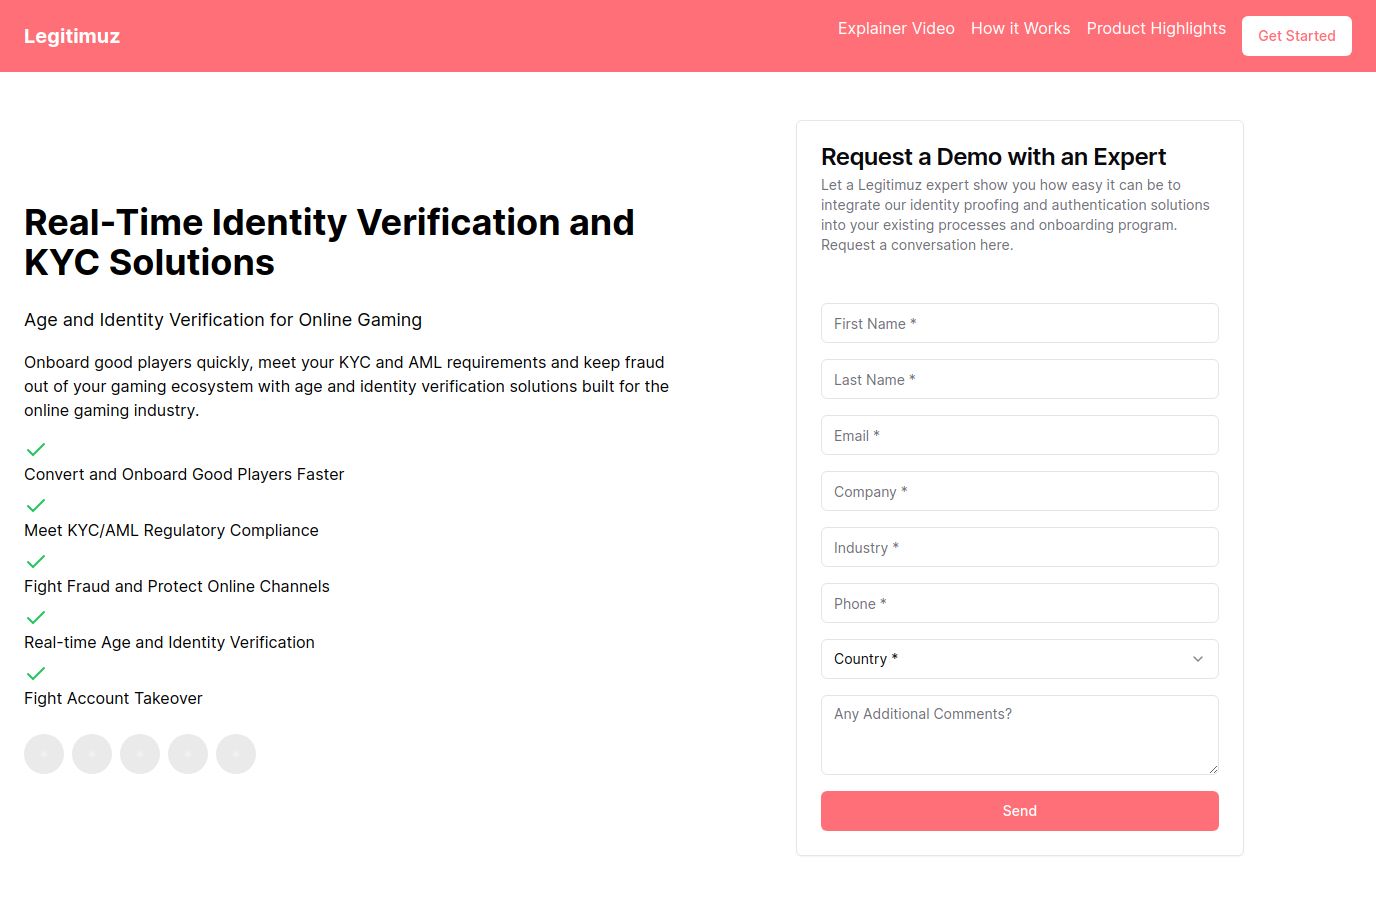 Legitimuz
Explainer Video
How it Works
Product Highlights
Get Started
Real-Time Identity Verification and
KYC Solutions
Age and Identity Verification for Online Gaming
Onboard good players quickly, meet your KYC and AML requirements and keep fraud
out of your gaming ecosystem with age and identity verification solutions built for the
online gaming industry.
Convert and Onboard Good Players Faster
Meet KYC/AML Regulatory Compliance
Fight Fraud and Protect Online Channels
Real-time Age and Identity Verification
Fight Account Takeover
Request a Demo with an Expert
Let a Legitimuz expert show you how easy it can be to
integrate our identity proofing and authentication solutions
into your existing processes and onboarding program.
Request a conversation here.
First Name *
Last Name *
Email *
Company *
Industry *
Phone *
Country *
Any Additional Comments?
Send